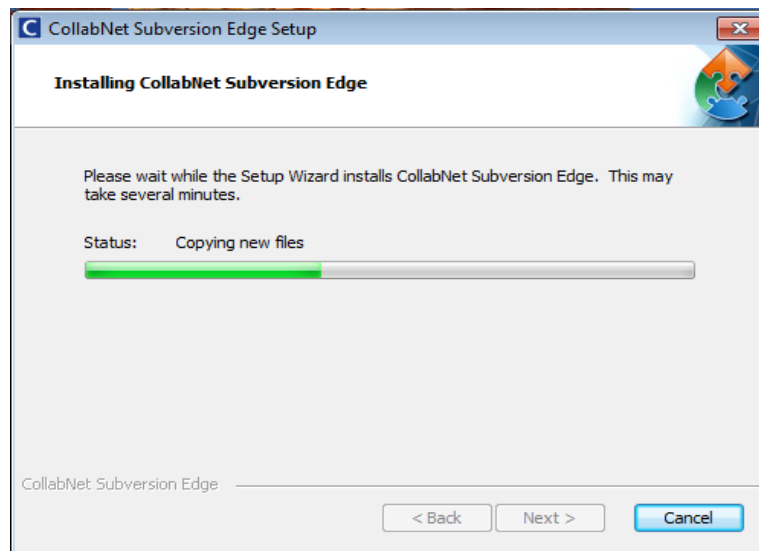 CollabNet Subversion Edge Setup
Installing CollabNet Subversion Edge
Please wait while the Setup Wizard installs CollabNet Subversion Edge. This may
take several minutes.
Status: Copying new files
CollabNet Subversion Edge
< Back Next > Cancel